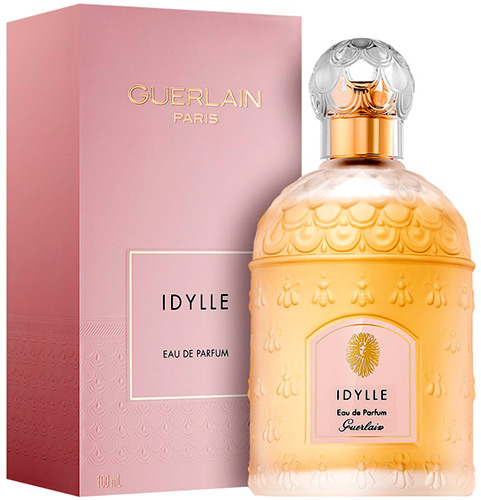 GUERLAIN
PARIS
IDYLLE
EAU DE PARFUM
100 mL
IDYLLE
Eau de Parfum
Guerlain